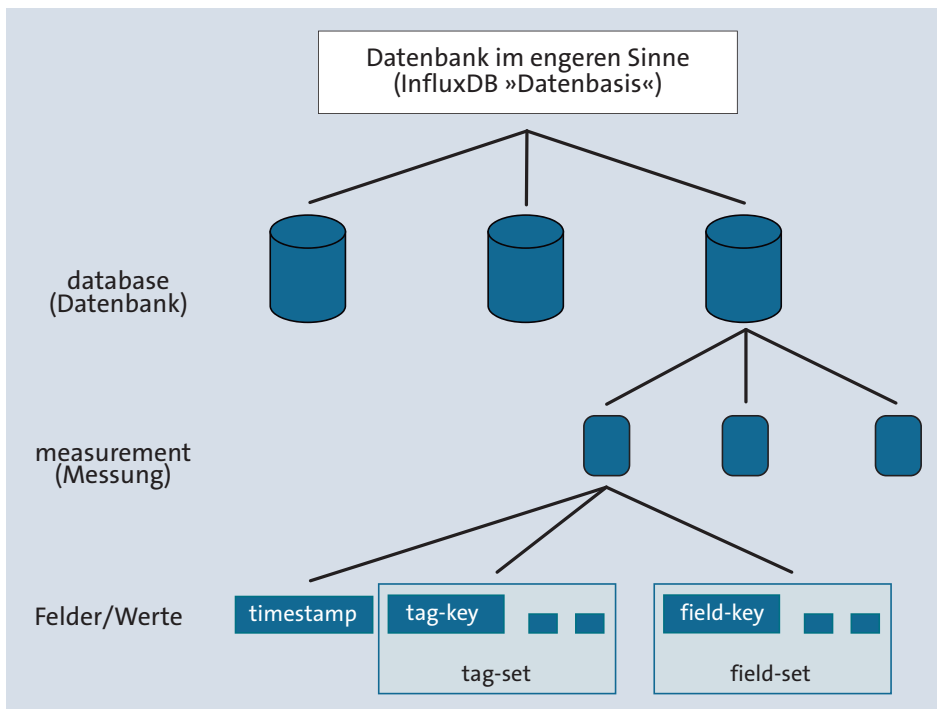 Datenbank im engeren Sinne
(InfluxDB »Datenbasis«)
database
(Datenbank)
measurement
(Messung)
Felder/Werte
timestamp
tag-key
field-key
tag-set
field-set